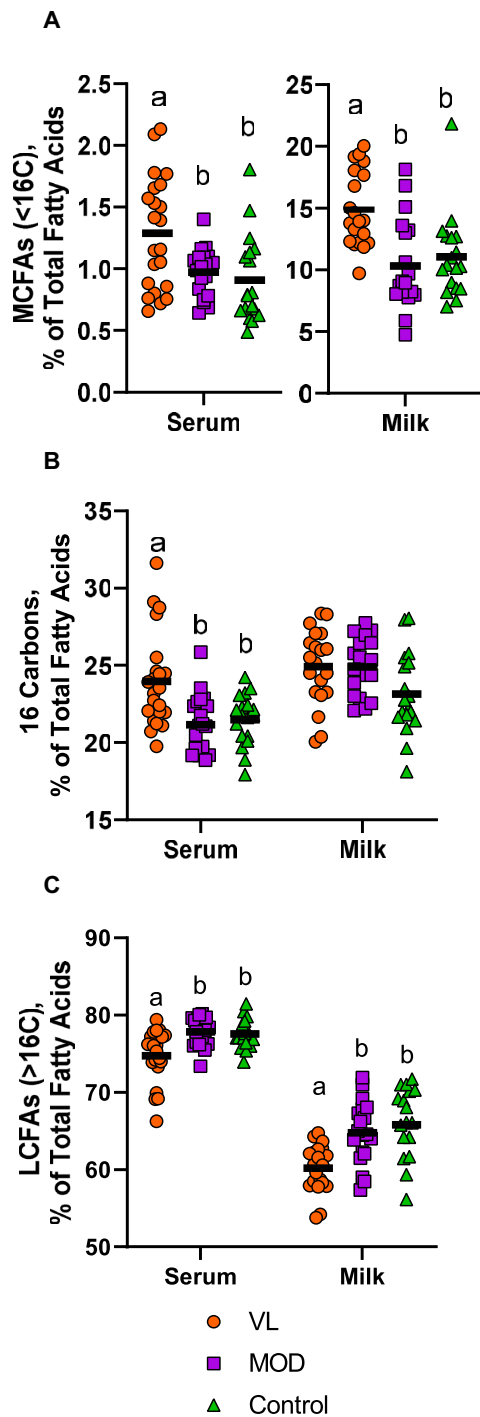 A
MCFAs (<16C),
% of Total Fatty Acids
2.5
2.0
1.5
1.0
0.5
0.0
a
b
b
Serum
25
20
15
10
5
0
a
b
b
Milk
B
16 Carbons,
% of Total Fatty Acids
35
30
25
20
15
a
b
b
Serum
Milk
C
LCFAs (>16C),
% of Total Fatty Acids
90
80
70
60
50
a
b
b
a
b
b
Serum
Milk
VL
MOD
Control